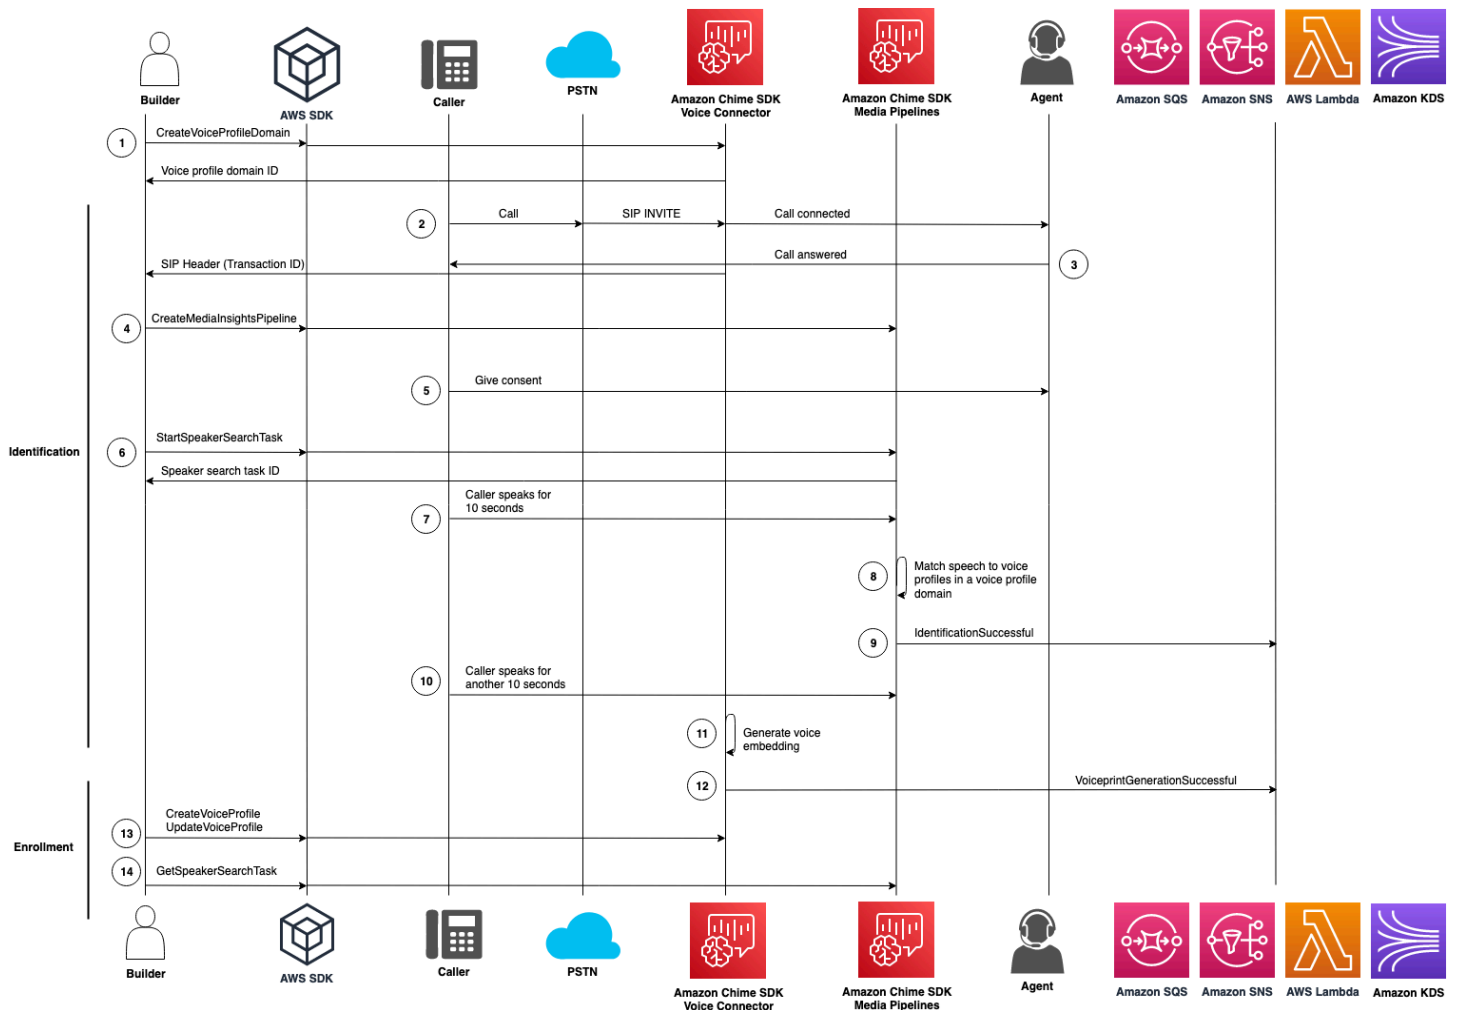 Builder
AWS SDK
Caller
PSTN
Amazon Chime SDK
Voice Connector
Amazon Chime SDK
Media Pipelines
Agent
Amazon SQS
Amazon SNS
AWS Lambda
Amazon KDS
1
CreateVoiceProfileDomain
Voice profile domain ID
2
Call
SIP INVITE
Call connected
Call answered
3
SIP Header (Transaction ID)
4
CreateMediaInsightsPipeline
5
Give consent
Identification
6
StartSpeakerSearchTask
Speaker search task ID
7
Caller speaks for
10 seconds
8
Match speech to voice
profiles in a voice profile
domain
9
IdentificationSuccessful
10
Caller speaks for
another 10 seconds
11
Generate voice
embedding
12
VoiceprintGenerationSuccessful
Enrollment
13
CreateVoiceProfile
UpdateVoiceProfile
14
GetSpeakerSearchTask
Builder
AWS SDK
Caller
PSTN
Amazon Chime SDK
Voice Connector
Amazon Chime SDK
Media Pipelines
Agent
Amazon SQS
Amazon SNS
AWS Lambda
Amazon KDS